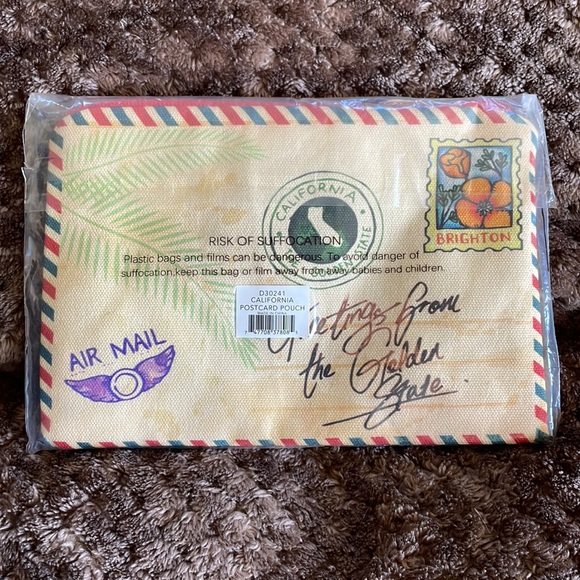 CALIFORNIA
GOLDEN STATE
BRIGHTON
RISK OF SUFFOCATION
Plastic bags and films can be dangerous. To avoid danger of
suffocation,keep this bag or film away from away babies and children.
D30241
CALIFORNIA
POSTCARD POUCH
Greetings from
the Golden
State
AIR MAIL